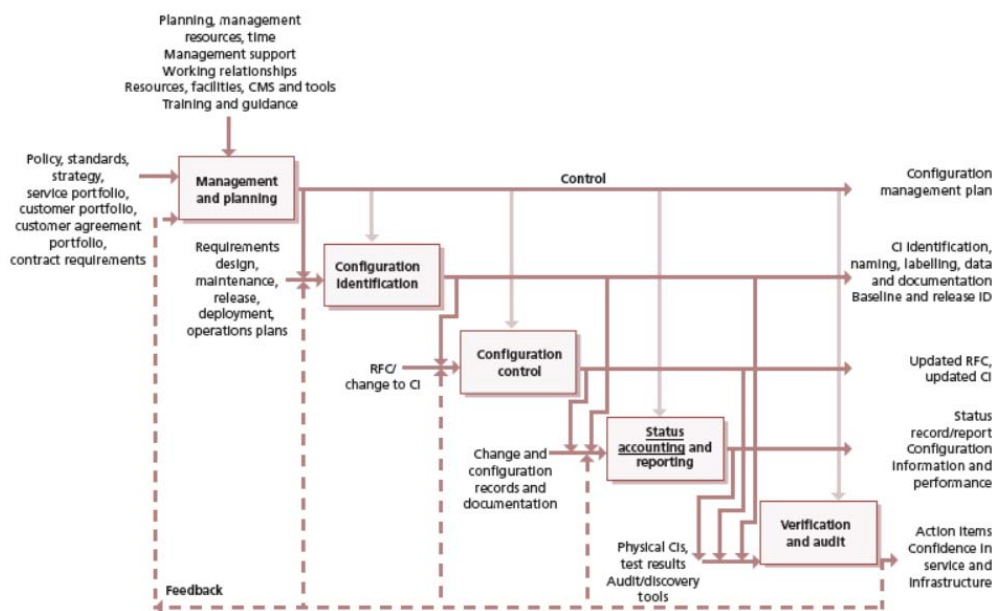 Planning, management
resources, time
Management support
Working relationships
Resources, facilities, CMS and tools
Training and guidance
Policy, standards,
strategy,
service portfolio,
customer portfolio,
customer agreement
portfolio,
contract requirements
Management
and planning
Control
Configuration
management plan
Requirements
design,
maintenance,
release,
deployment,
operations plans
Configuration
identification
CI identification,
naming, labelling, data
and documentation
Baseline and release ID
RFC/
change to CI
Configuration
control
Updated RFC,
updated CI
Change and
configuration
records and
documentation
Status
accounting and
reporting
Status
record/report
Configuration
information and
performance
Physical CIs,
test results
Audit/discovery
tools
Verification
and audit
Action items
Confidence in
service and
infrastructure
Feedback